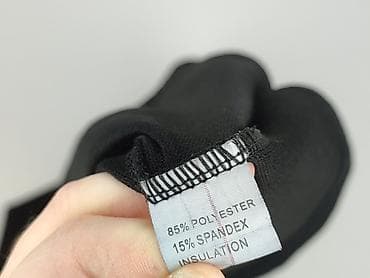 85% POLYESTER
15% SPANDEX
INSULATION